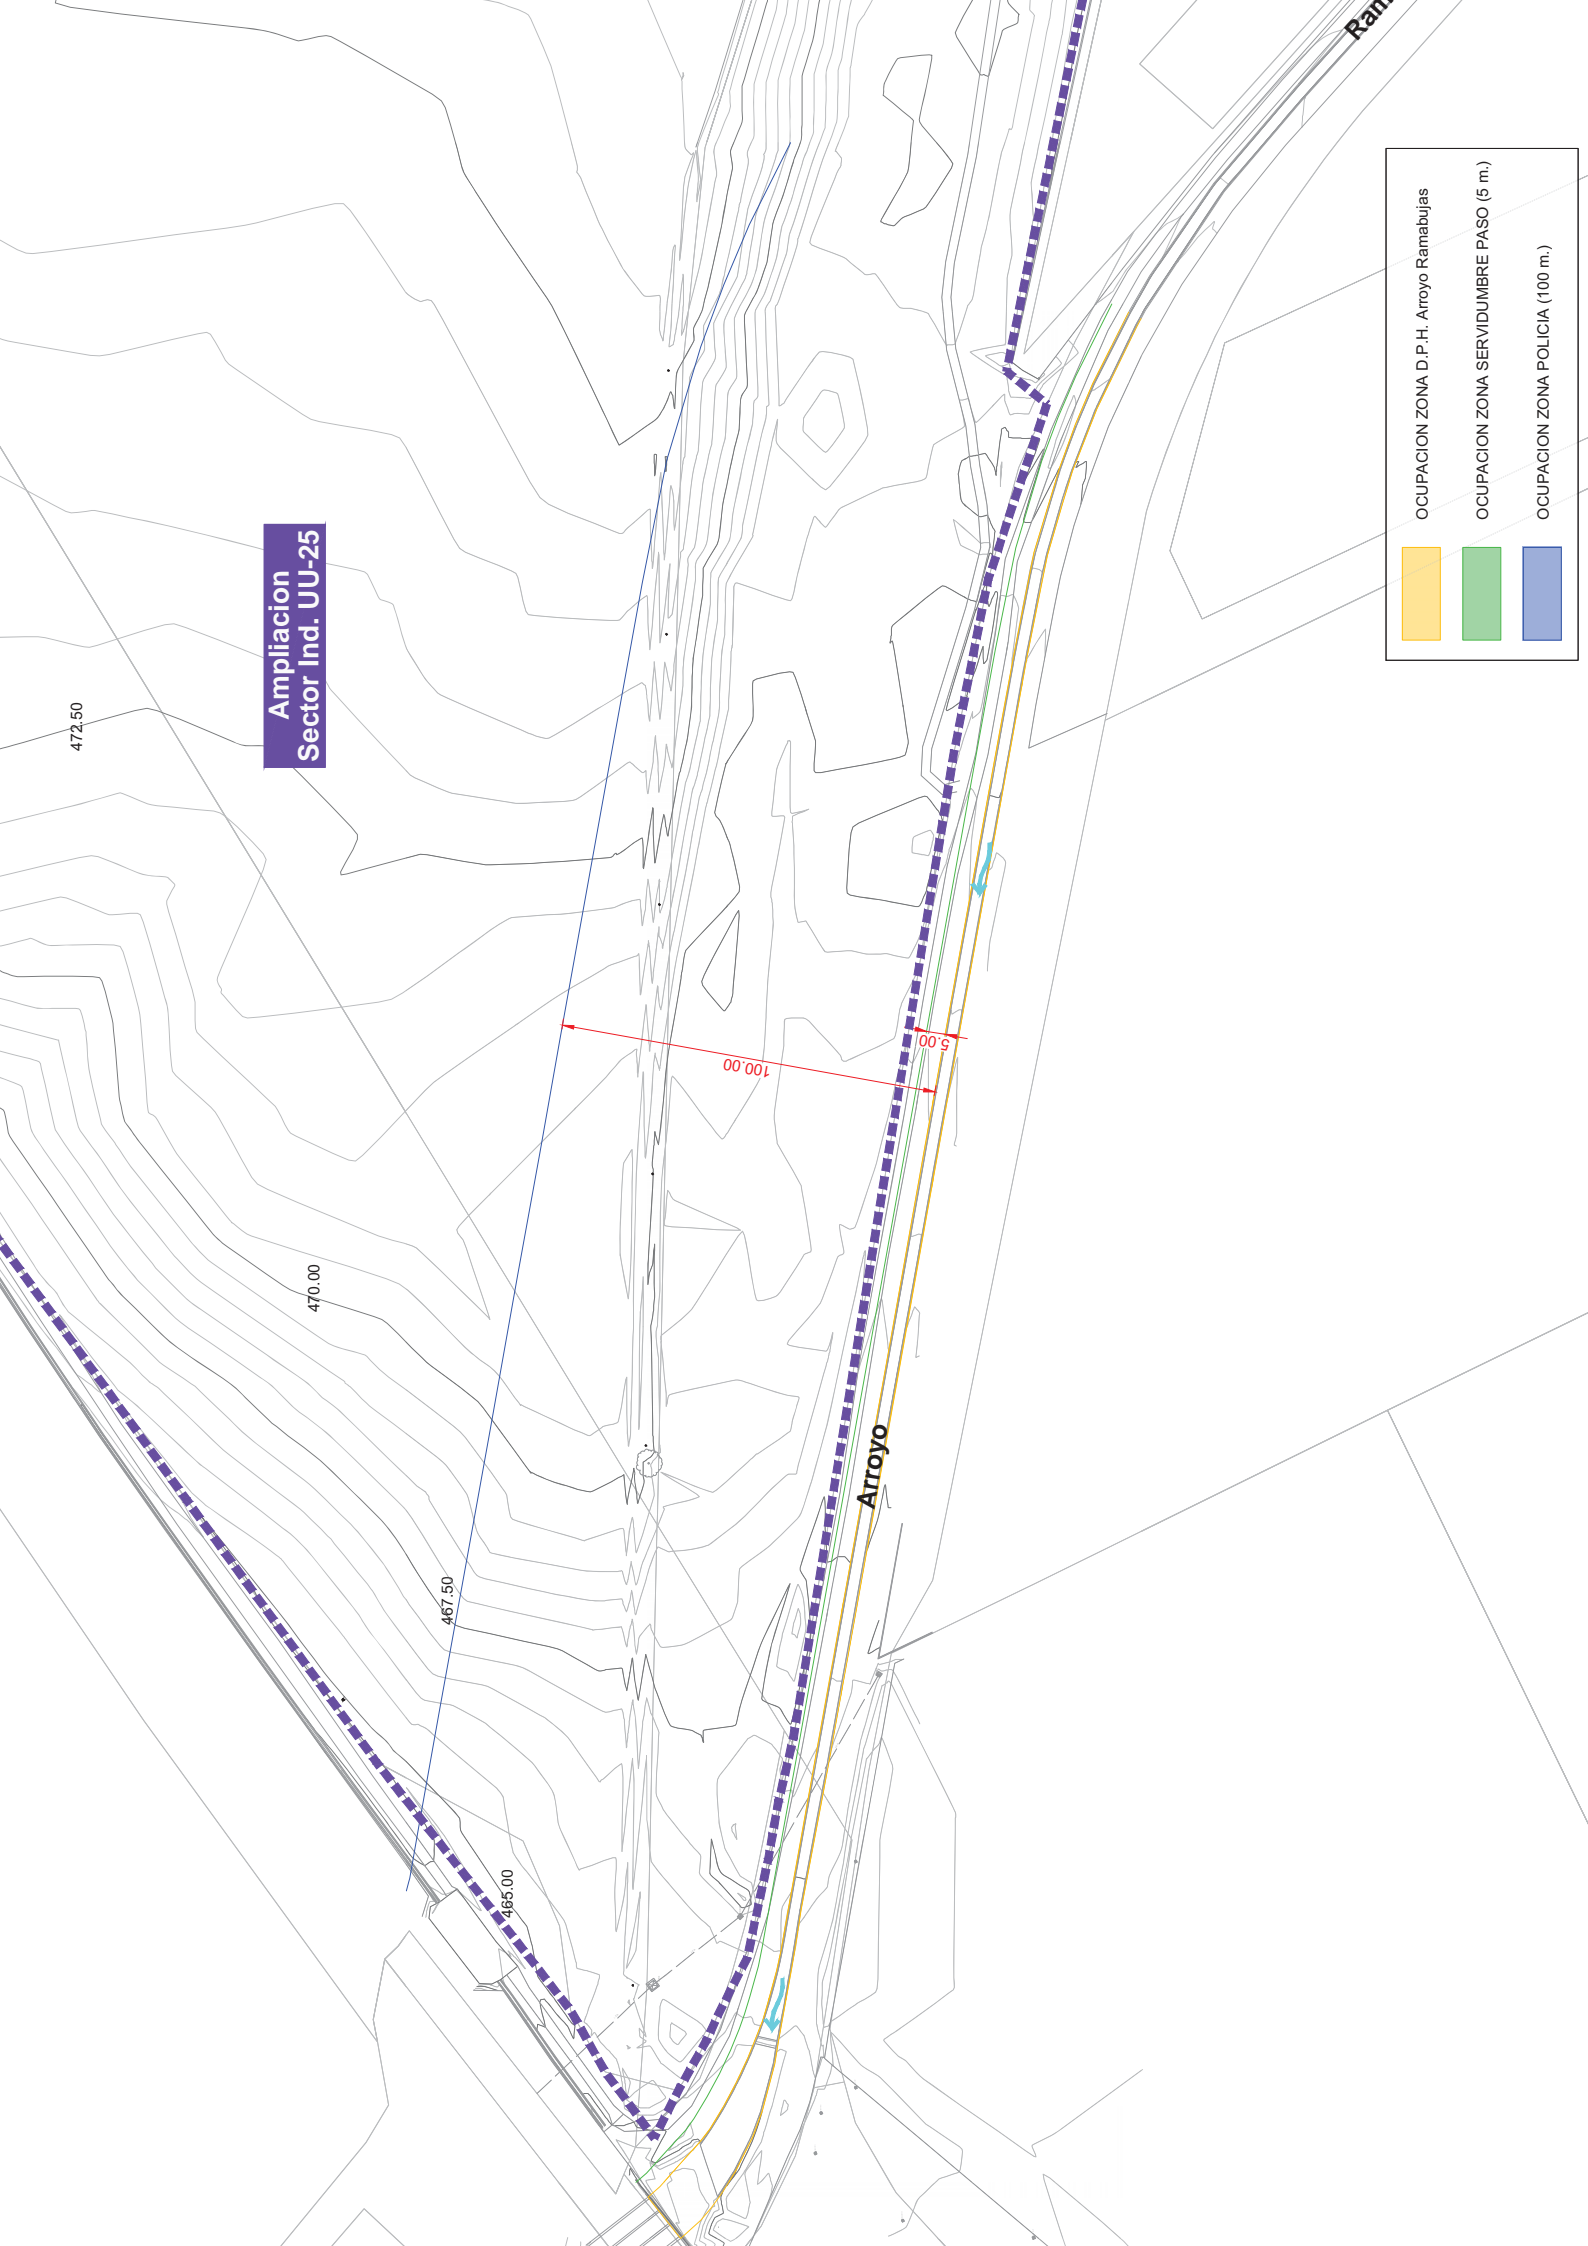 472.50
Ampliacion
Sector Ind. UU-25
470.00
467.50
465.00
100.00
5.00
Arroyo
Ram
OCUPACION ZONA D.P.H. Arroyo Ramabujas
OCUPACION ZONA SERVIDUMBRE PASO (5 m.)
OCUPACION ZONA POLICIA (100 m.)